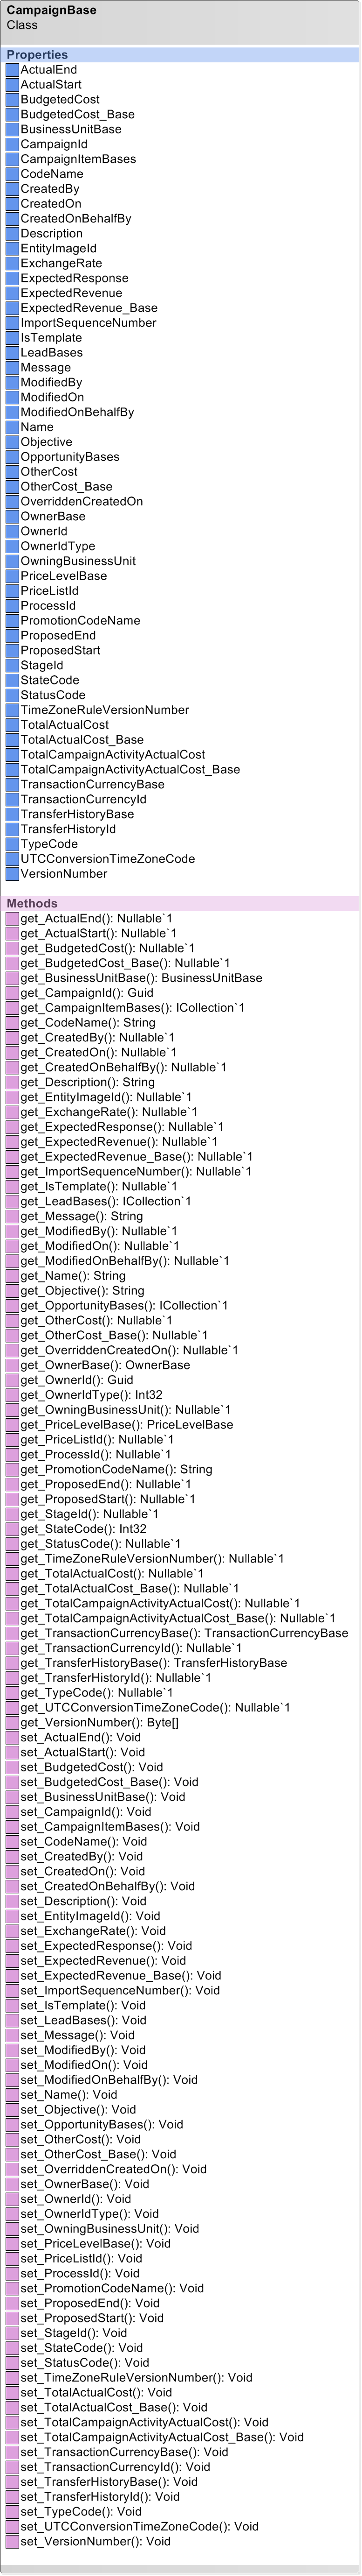 CampaignBase
Class
Properties
ActualEnd
ActualStart
BudgetedCost
BudgetedCost_Base
BusinessUnitBase
CampaignId
CampaignItemBases
CodeName
CreatedBy
CreatedOn
CreatedOnBehalfBy
Description
EntityImageId
ExchangeRate
ExpectedResponse
ExpectedRevenue
ExpectedRevenue_Base
ImportSequenceNumber
IsTemplate
LeadBases
Message
ModifiedBy
ModifiedOn
ModifiedOnBehalfBy
Name
Objective
OpportunityBases
OtherCost
OtherCost_Base
OverriddenCreatedOn
OwnerBase
OwnerId
OwnerIdType
OwningBusinessUnit
PriceLevelBase
PriceListId
ProcessId
PromotionCodeName
ProposedEnd
ProposedStart
StageId
StateCode
StatusCode
TimeZoneRuleVersionNumber
TotalActualCost
TotalActualCost_Base
TotalCampaignActivityActualCost
TotalCampaignActivityActualCost_Base
TransactionCurrencyBase
TransactionCurrencyId
TransferHistoryBase
TransferHistoryId
TypeCode
UTCConversionTimeZoneCode
VersionNumber
Methods
get_ActualEnd(): Nullable`1
get_ActualStart(): Nullable`1
get_BudgetedCost(): Nullable`1
get_BudgetedCost_Base(): Nullable`1
get_BusinessUnitBase(): BusinessUnitBase
get_CampaignId(): Guid
get_CampaignItemBases(): ICollection`1
get_CodeName(): String
get_CreatedBy(): Nullable`1
get_CreatedOn(): Nullable`1
get_CreatedOnBehalfBy(): Nullable`1
get_Description(): String
get_EntityImageId(): Nullable`1
get_ExchangeRate(): Nullable`1
get_ExpectedResponse(): Nullable`1
get_ExpectedRevenue(): Nullable`1
get_ExpectedRevenue_Base(): Nullable`1
get_ImportSequenceNumber(): Nullable`1
get_IsTemplate(): Nullable`1
get_LeadBases(): ICollection`1
get_Message(): String
get_ModifiedBy(): Nullable`1
get_ModifiedOn(): Nullable`1
get_ModifiedOnBehalfBy(): Nullable`1
get_Name(): String
get_Objective(): String
get_OpportunityBases(): ICollection`1
get_OtherCost(): Nullable`1
get_OtherCost_Base(): Nullable`1
get_OverriddenCreatedOn(): Nullable`1
get_OwnerBase(): OwnerBase
get_OwnerId(): Guid
get_OwnerIdType(): Int32
get_OwningBusinessUnit(): Nullable`1
get_PriceLevelBase(): PriceLevelBase
get_PriceListId(): Nullable`1
get_ProcessId(): Nullable`1
get_PromotionCodeName(): String
get_ProposedEnd(): Nullable`1
get_ProposedStart(): Nullable`1
get_StageId(): Nullable`1
get_StateCode(): Int32
get_StatusCode(): Nullable`1
get_TimeZoneRuleVersionNumber(): Nullable`1
get_TotalActualCost(): Nullable`1
get_TotalActualCost_Base(): Nullable`1
get_TotalCampaignActivityActualCost(): Nullable`1
get_TotalCampaignActivityActualCost_Base(): Nullable`1
get_TransactionCurrencyBase(): TransactionCurrencyBase
get_TransactionCurrencyId(): Nullable`1
get_TransferHistoryBase(): TransferHistoryBase
get_TransferHistoryId(): Nullable`1
get_TypeCode(): Nullable`1
get_UTCConversionTimeZoneCode(): Nullable`1
get_VersionNumber(): Byte[]
set_ActualEnd(): Void
set_ActualStart(): Void
set_BudgetedCost(): Void
set_BudgetedCost_Base(): Void
set_BusinessUnitBase(): Void
set_CampaignId(): Void
set_CampaignItemBases(): Void
set_CodeName(): Void
set_CreatedBy(): Void
set_CreatedOn(): Void
set_CreatedOnBehalfBy(): Void
set_Description(): Void
set_EntityImageId(): Void
set_ExchangeRate(): Void
set_ExpectedResponse(): Void
set_ExpectedRevenue(): Void
set_ExpectedRevenue_Base(): Void
set_ImportSequenceNumber(): Void
set_IsTemplate(): Void
set_LeadBases(): Void
set_Message(): Void
set_ModifiedBy(): Void
set_ModifiedOn(): Void
set_ModifiedOnBehalfBy(): Void
set_Name(): Void
set_Objective(): Void
set_OpportunityBases(): Void
set_OtherCost(): Void
set_OtherCost_Base(): Void
set_OverriddenCreatedOn(): Void
set_OwnerBase(): Void
set_OwnerId(): Void
set_OwnerIdType(): Void
set_OwningBusinessUnit(): Void
set_PriceLevelBase(): Void
set_PriceListId(): Void
set_ProcessId(): Void
set_PromotionCodeName(): Void
set_ProposedEnd(): Void
set_ProposedStart(): Void
set_StageId(): Void
set_StateCode(): Void
set_StatusCode(): Void
set_TimeZoneRuleVersionNumber(): Void
set_TotalActualCost(): Void
set_TotalActualCost_Base(): Void
set_TotalCampaignActivityActualCost(): Void
set_TotalCampaignActivityActualCost_Base(): Void
set_TransactionCurrencyBase(): Void
set_TransactionCurrencyId(): Void
set_TransferHistoryBase(): Void
set_TransferHistoryId(): Void
set_TypeCode(): Void
set_UTCConversionTimeZoneCode(): Void
set_VersionNumber(): Void